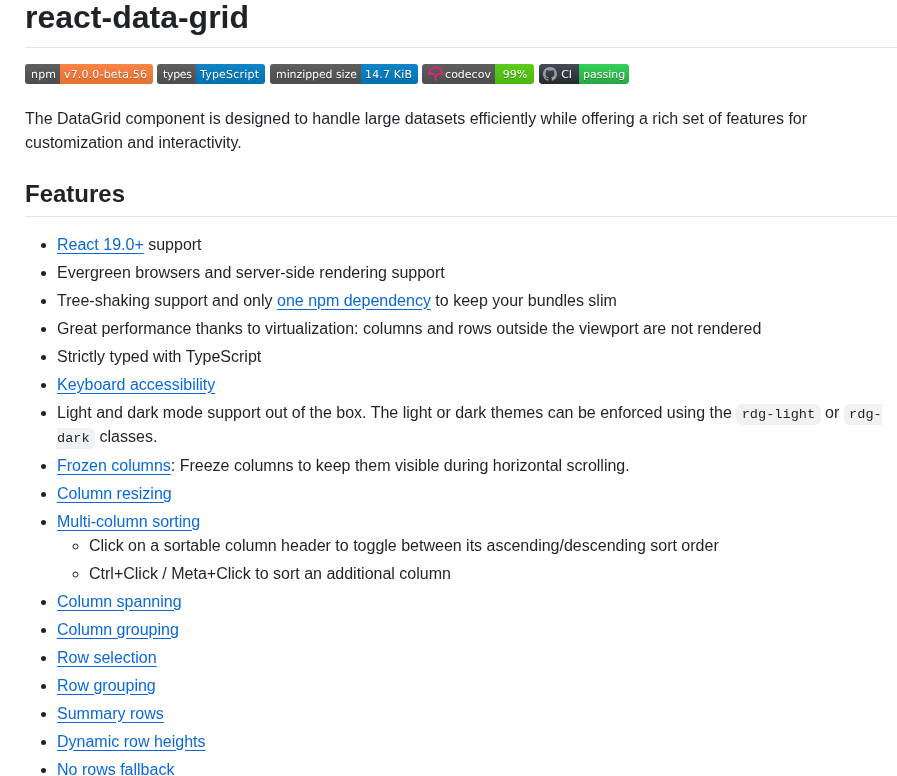 react-data-grid
npm v7.0.0-beta.56 types TypeScript minzipped size 14.7 KiB codecov 99% CI passing
The DataGrid component is designed to handle large datasets efficiently while offering a rich set of features for
customization and interactivity.
Features
React 19.0+ support
Evergreen browsers and server-side rendering support
Tree-shaking support and only one npm dependency to keep your bundles slim
Great performance thanks to virtualization: columns and rows outside the viewport are not rendered
Strictly typed with TypeScript
Keyboard accessibility
Light and dark mode support out of the box. The light or dark themes can be enforced using the rdg-light or rdg-
dark classes.
Frozen columns: Freeze columns to keep them visible during horizontal scrolling.
Column resizing
Multi-column sorting
Click on a sortable column header to toggle between its ascending/descending sort order
Ctrl+Click / Meta+Click to sort an additional column
Column spanning
Column grouping
Row selection
Row grouping
Summary rows
Dynamic row heights
No rows fallback